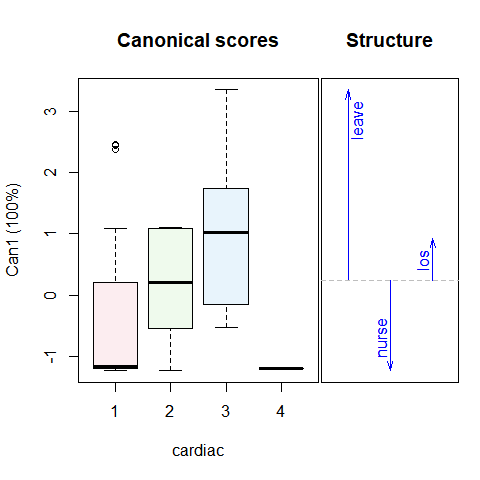 Canonical scores
Structure
Can1 (100%)
3
2
1
0
-1
1 2 3 4
cardiac
leave
nurse
los